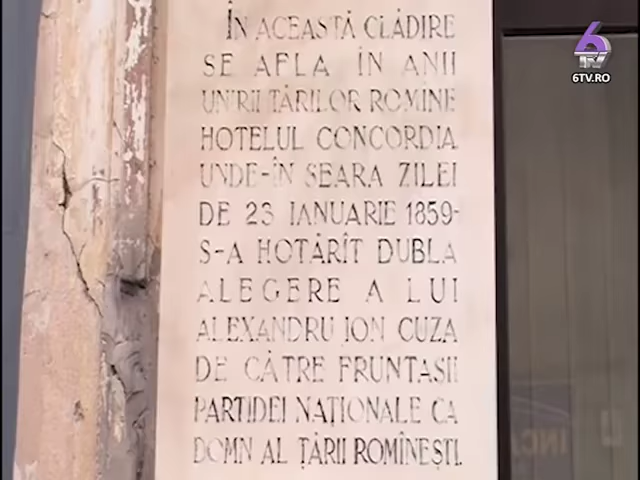 ÎN ACEASTĂ CLĂDIRE
SE AFLA ÎN ANII
UNIRII ȚĂRILOR ROMÎNE
HOTELUL CONCORDIA
UNDE-ÎN SEARA ZILEI
DE 23 IANUARIE 1859-
S-A HOTĂRÎT DUBLA
ALEGERE A LUI
ALEXANDRU ION CUZA
DE CĂTRE FRUNTAȘII
PARTIDEI NAȚIONALE CA
DOMN AL ȚĂRII ROMÎNEȘTI.
6
TV
6TV.RO